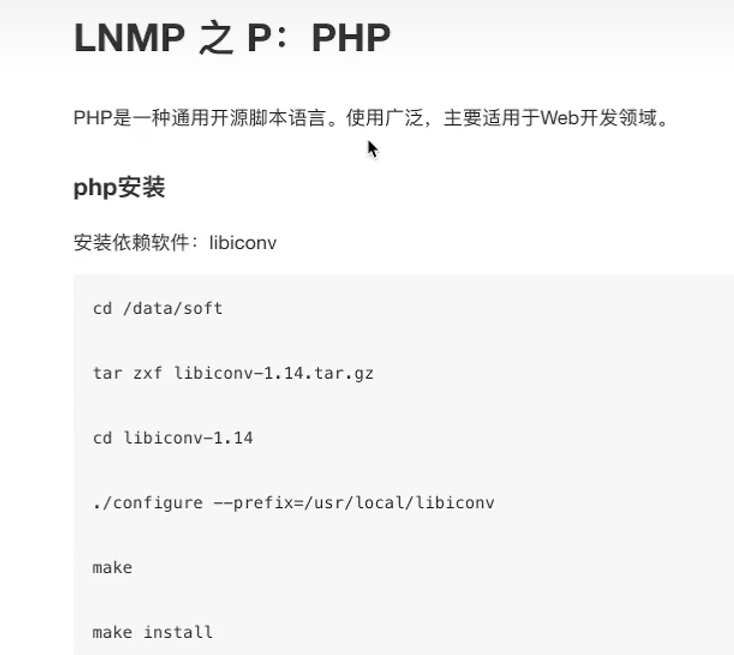 LNMP 之 P：PHP
PHP是一种通用开源脚本语言。使用广泛，主要适用于Web开发领域。
php安装
安装依赖软件：libiconv
cd /data/soft
tar zxf libiconv-1.14.tar.gz
cd libiconv-1.14
./configure --prefix=/usr/local/libiconv
make
make install